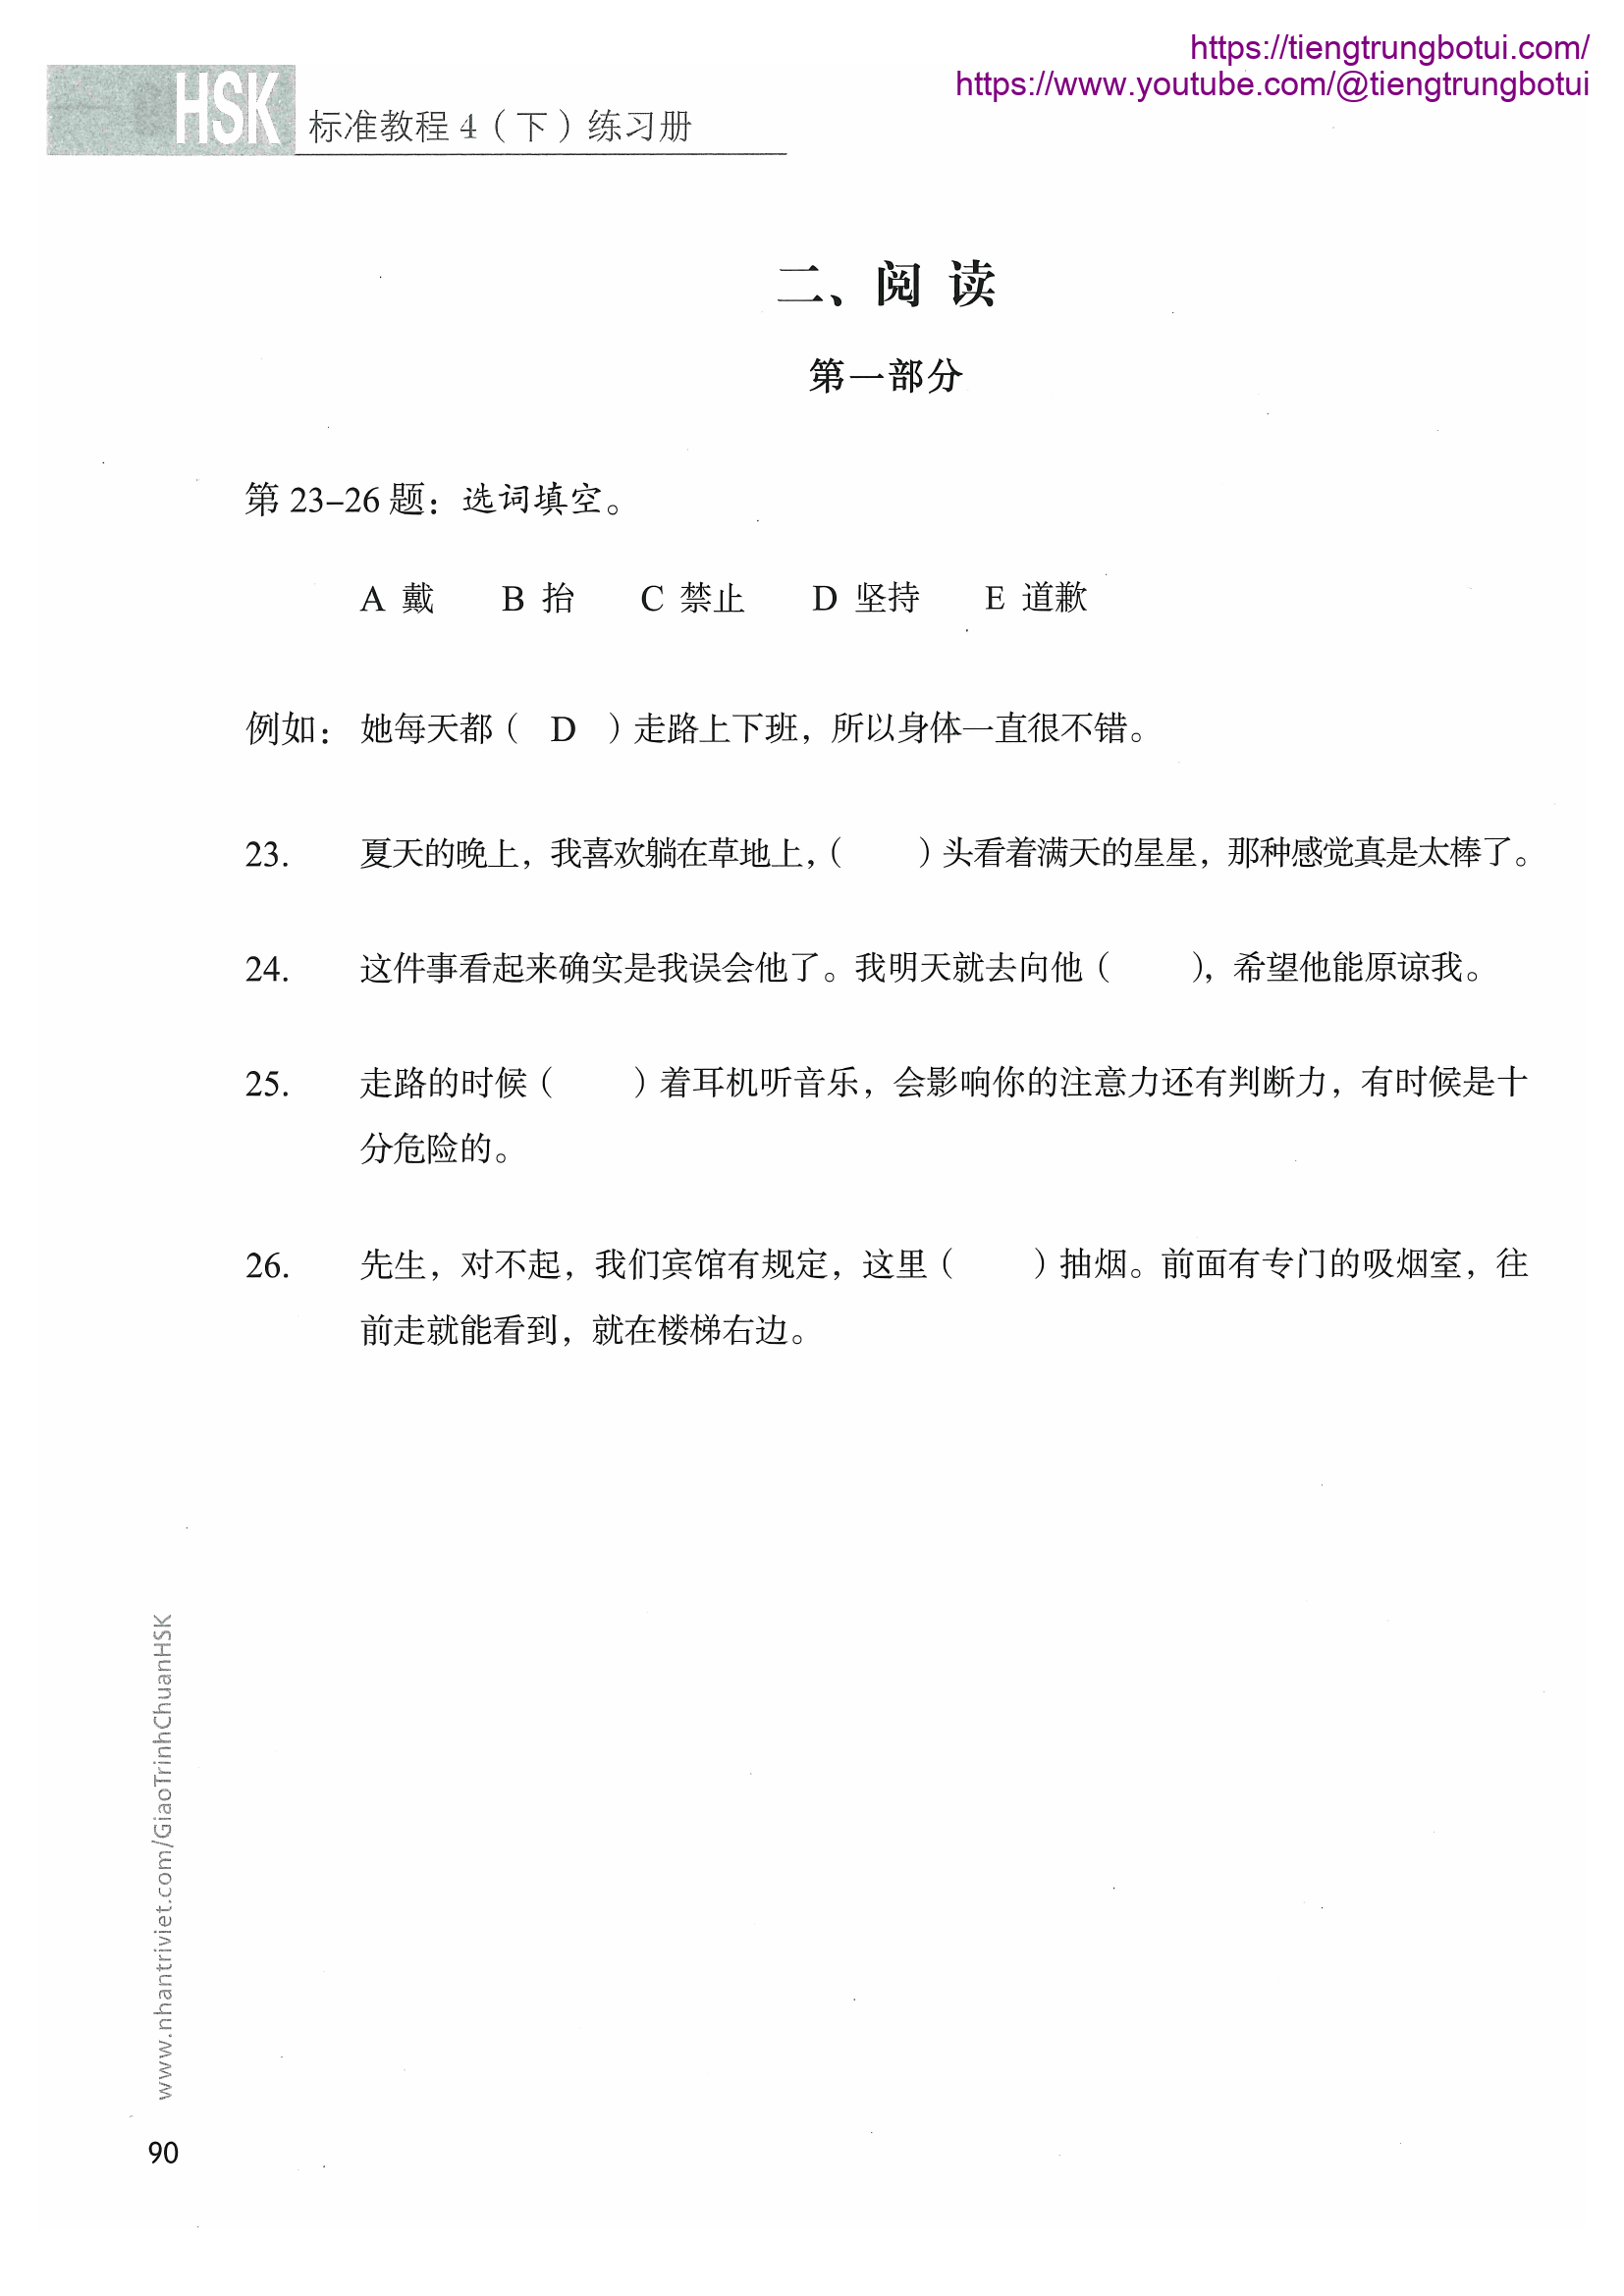 https://tiengtrungbotui.com/
https://www.youtube.com/@tiengtrungbotui
HSK 标准教程 4（下）练习册
二、阅 读
第一部分
第 23–26 题：选词填空。
A 戴 B 抬 C 禁止 D 坚持 E 道歉
例如： 她每天都（ D ）走路上下班，所以身体一直很不错。
23. 夏天的晚上，我喜欢躺在草地上，（ ）头看着满天的星星，那种感觉真是太棒了。
24. 这件事看起来确实是我误会他了。我明天就去向他（ ），希望他能原谅我。
25. 走路的时候（ ）着耳机听音乐，会影响你的注意力还有判断力，有时候是十
分危险的。
26. 先生，对不起，我们宾馆有规定，这里（ ）抽烟。前面有专门的吸烟室，往
前走就能看到，就在楼梯右边。
www.nhantriviet.com/GiaoTrinhChuanHSK
90